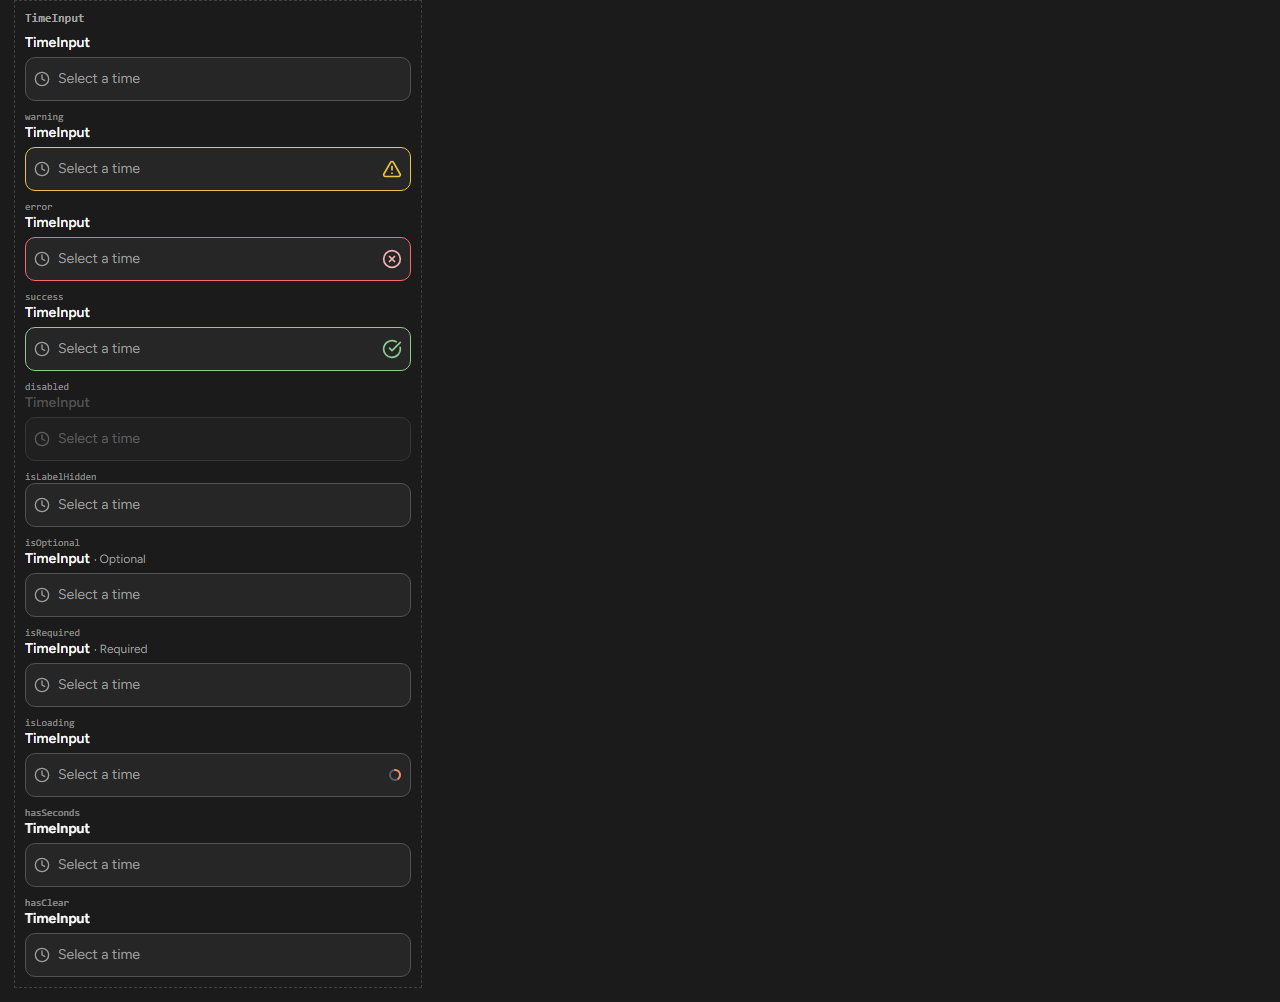 TimeInput
TimeInput
Select a time
warning
TimeInput
Select a time
error
TimeInput
Select a time
success
TimeInput
Select a time
disabled
TimeInput
Select a time
isLabelHidden
Select a time
isOptional
TimeInput · Optional
Select a time
isRequired
TimeInput · Required
Select a time
isLoading
TimeInput
Select a time
hasSeconds
TimeInput
Select a time
hasClear
TimeInput
Select a time